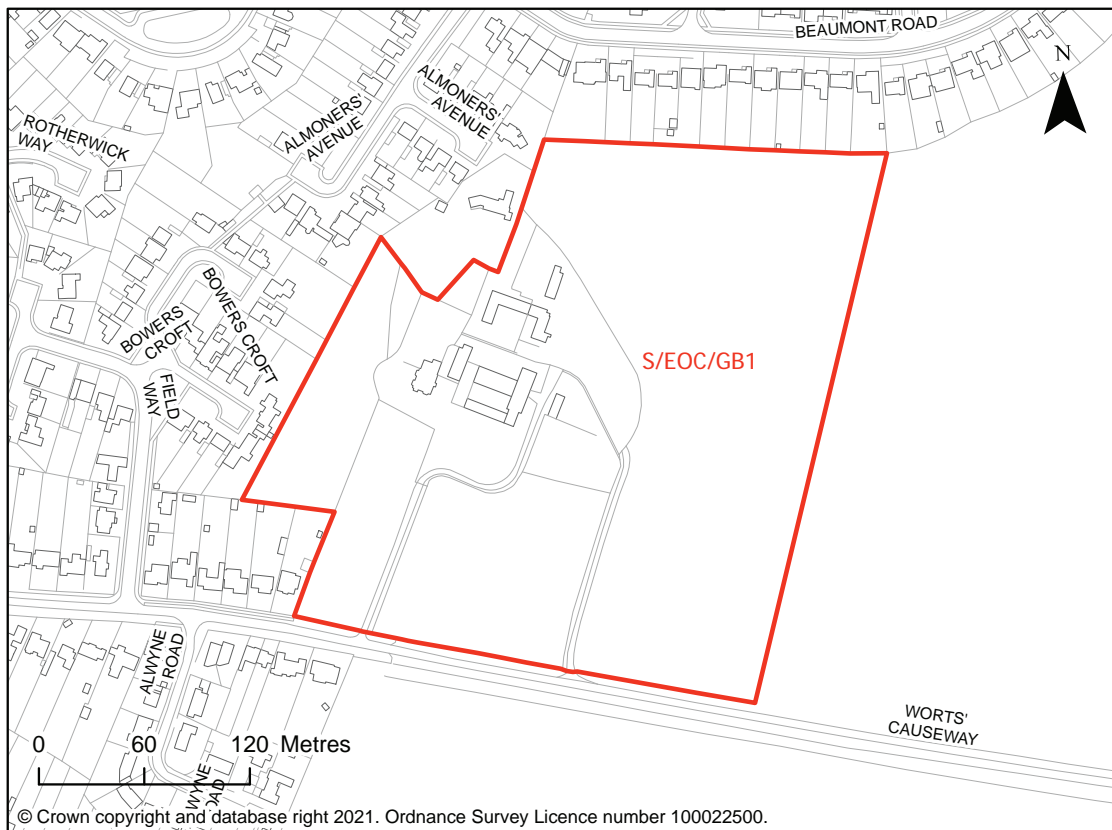 BEAUMONT ROAD
N
ALMONERS'
AVENUE
ALMONERS'
AVENUE
ROTHERWICK
WAY
BOWERS CROFT
BOWERS
CROFT
FIELD
WAY
S/EOC/GB1
ALWYNE
ROAD
WORTS'
CAUSEWAY
0 60 120 Metres
© Crown copyright and database right 2021. Ordnance Survey Licence number 100022500.